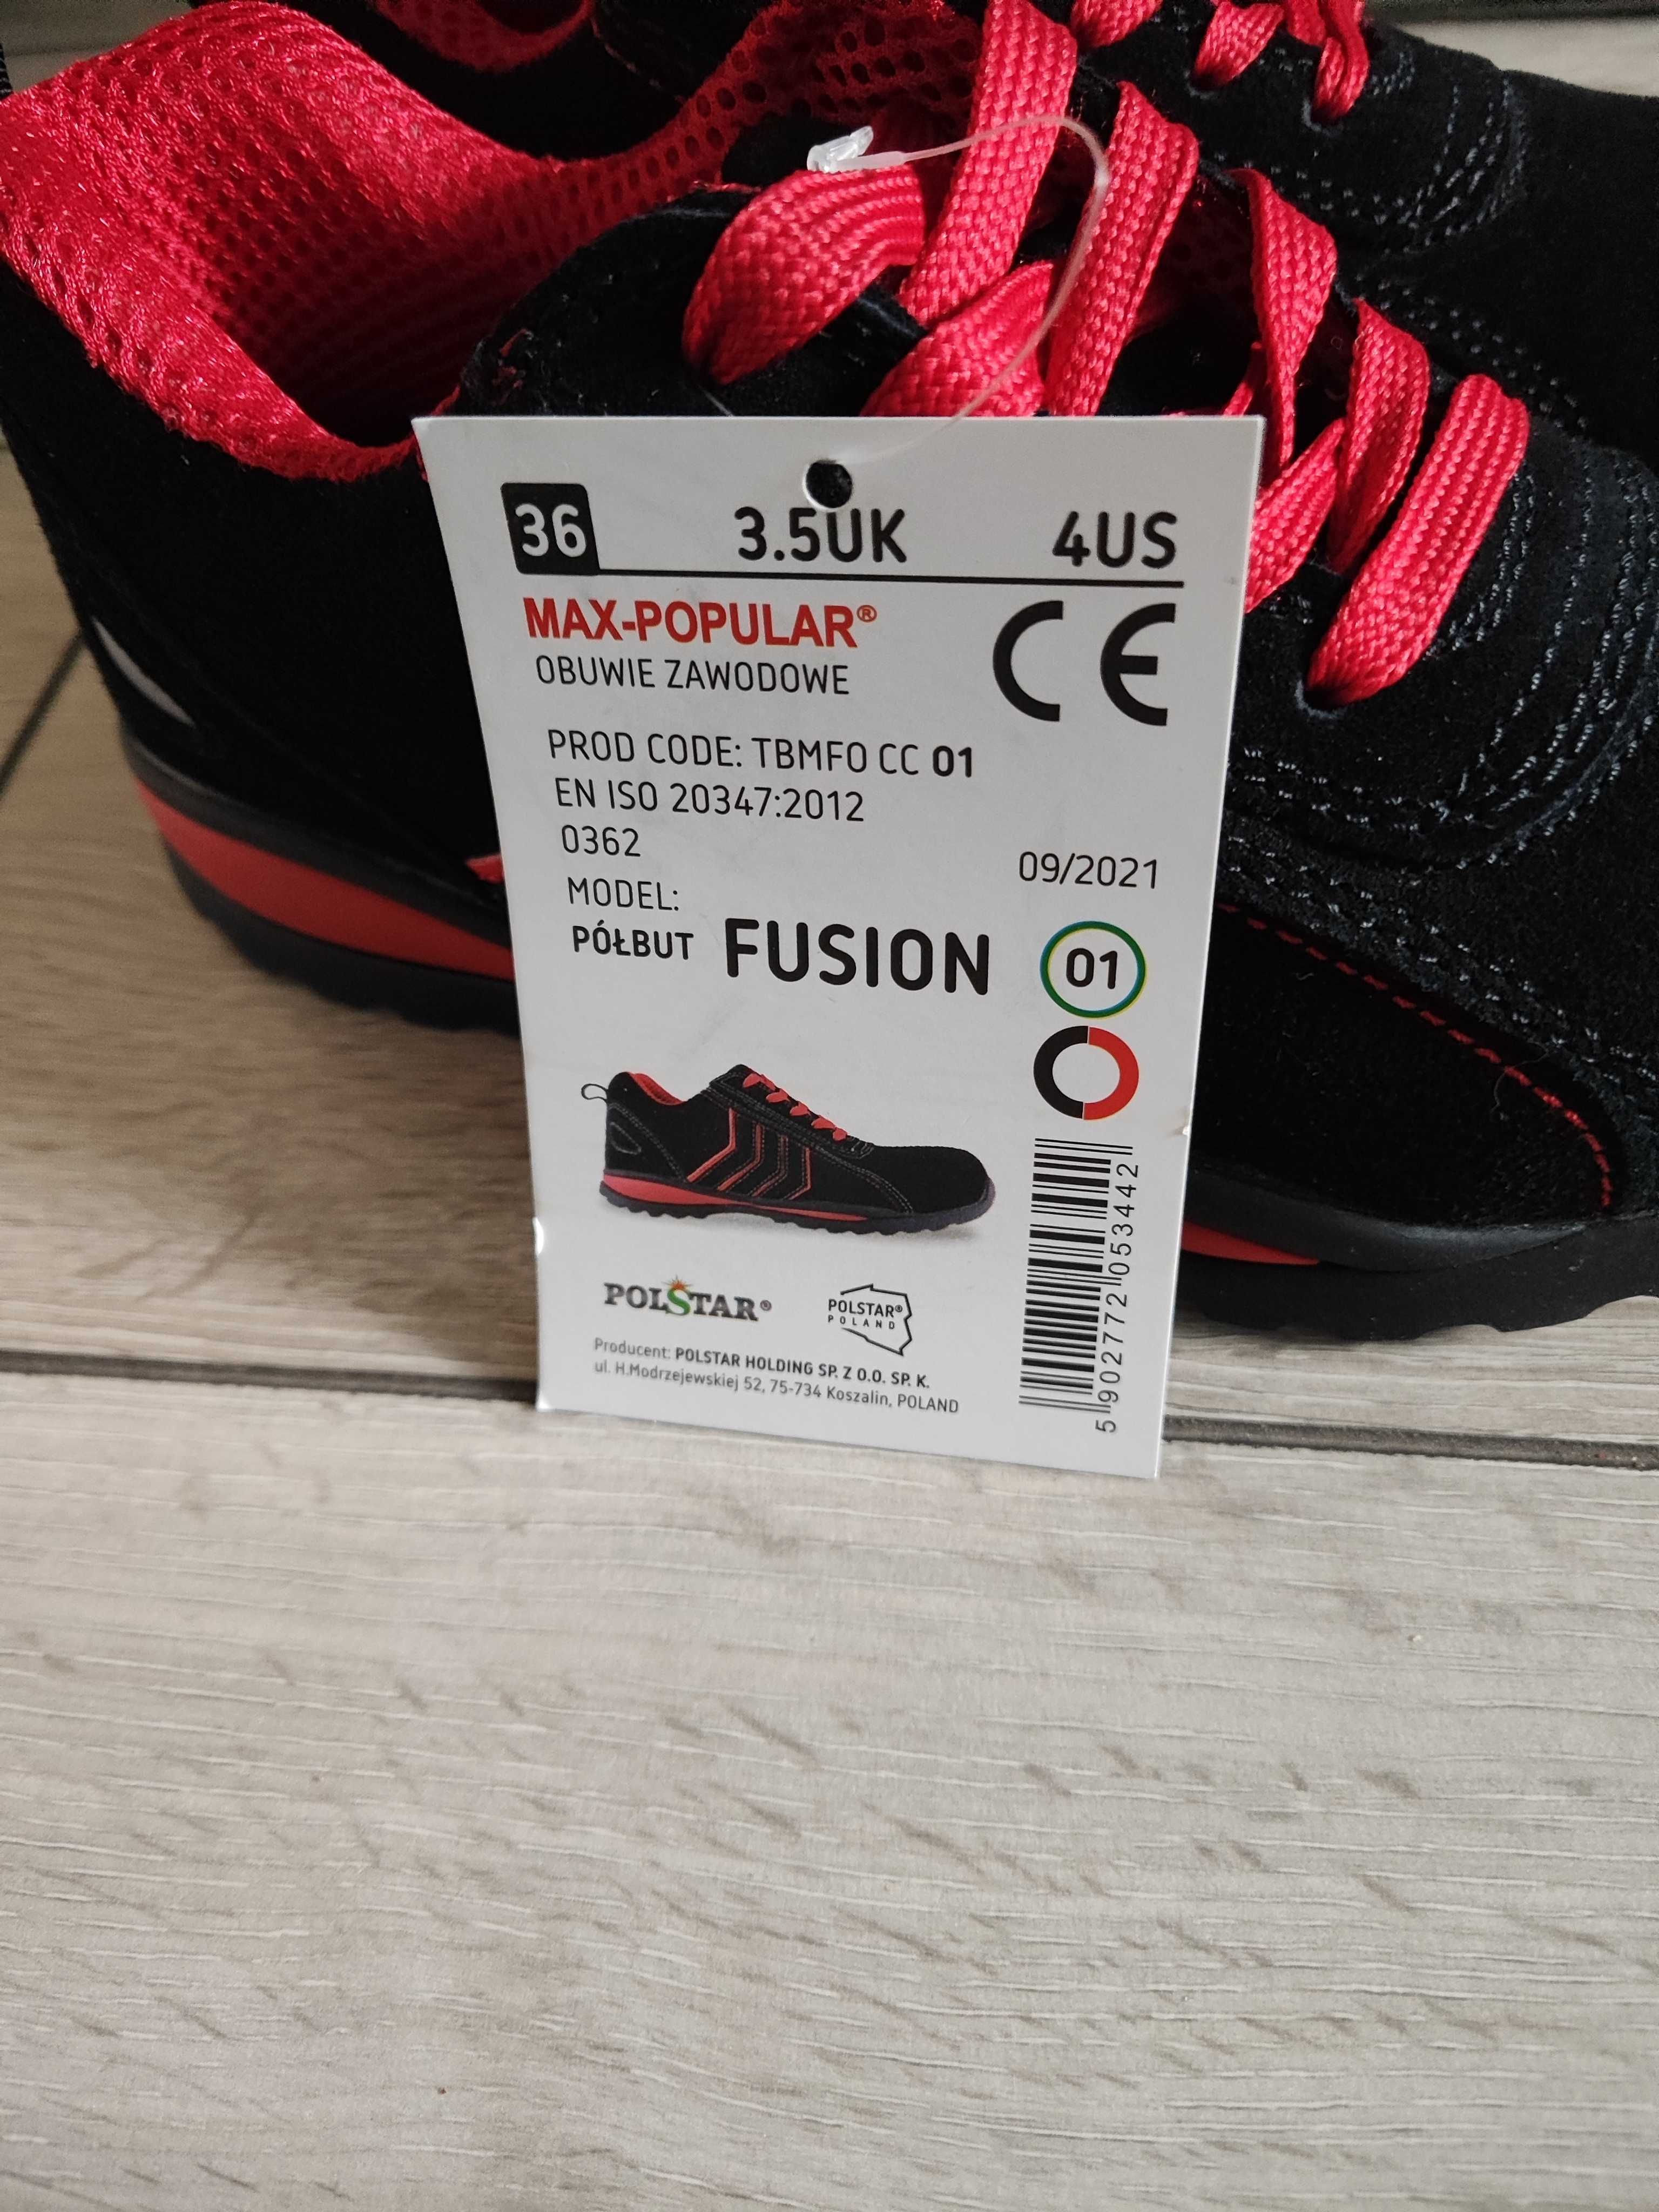 36 3.5UK 4US
MAX-POPULAR®
OBUWIE ZAWODOWE
CE
PROD CODE: TBMFO CC 01
EN ISO 20347:2012
0362
09/2021
MODEL:
PÓŁBUT FUSION 01
POLSTAR®
POLSTAR®
POLAND
Producent: POLSTAR HOLDING SP. Z O.O. SP. K.
ul. H.Modrzejewskiej 52, 75-734 Koszalin, POLAND
5 902772 053442